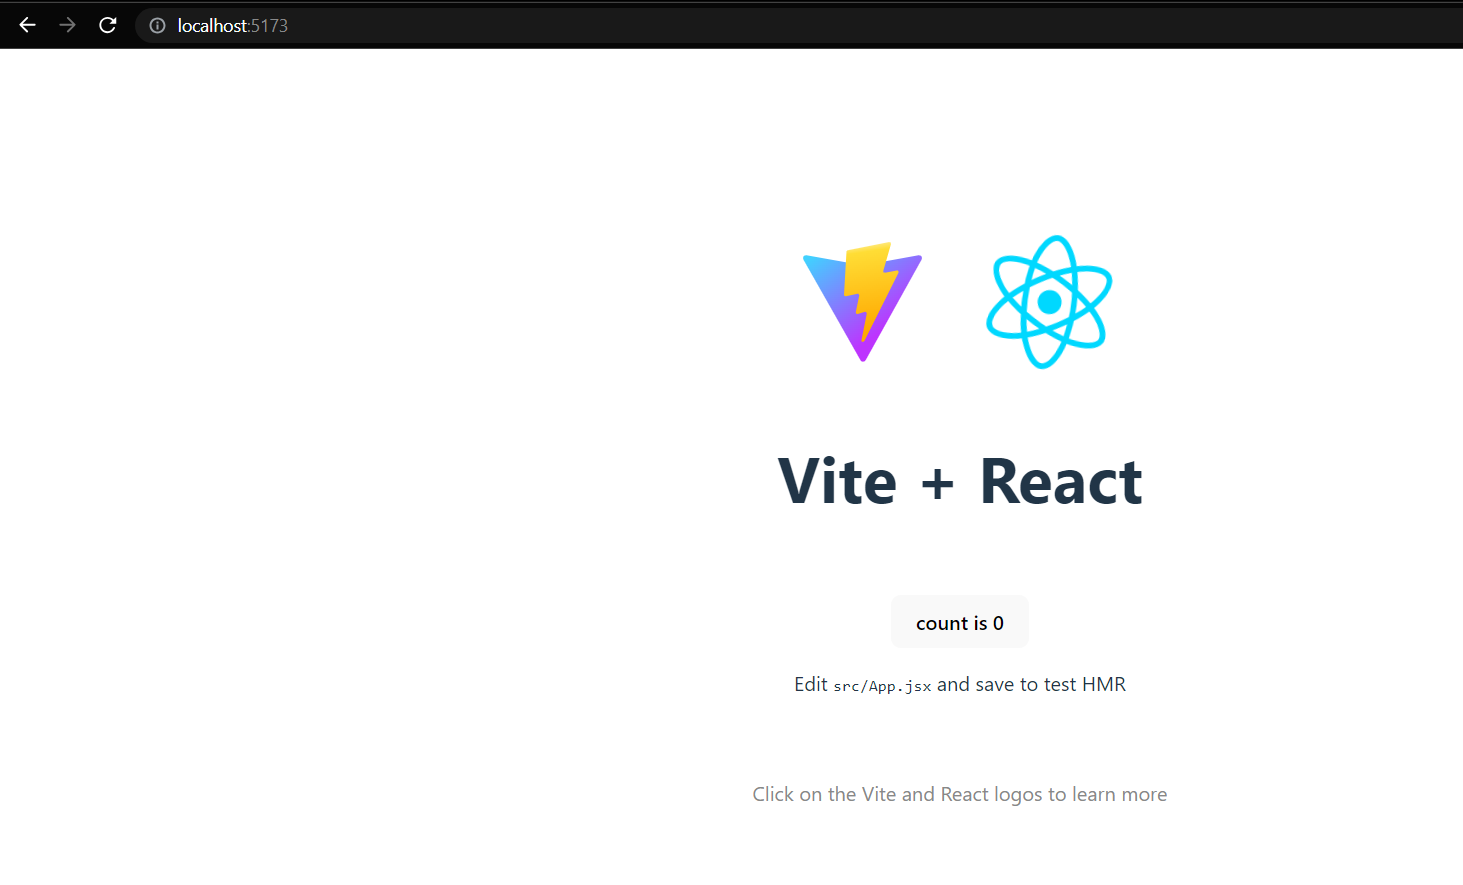 localhost:5173
Vite + React
count is 0
Edit src/App.jsx and save to test HMR
Click on the Vite and React logos to learn more